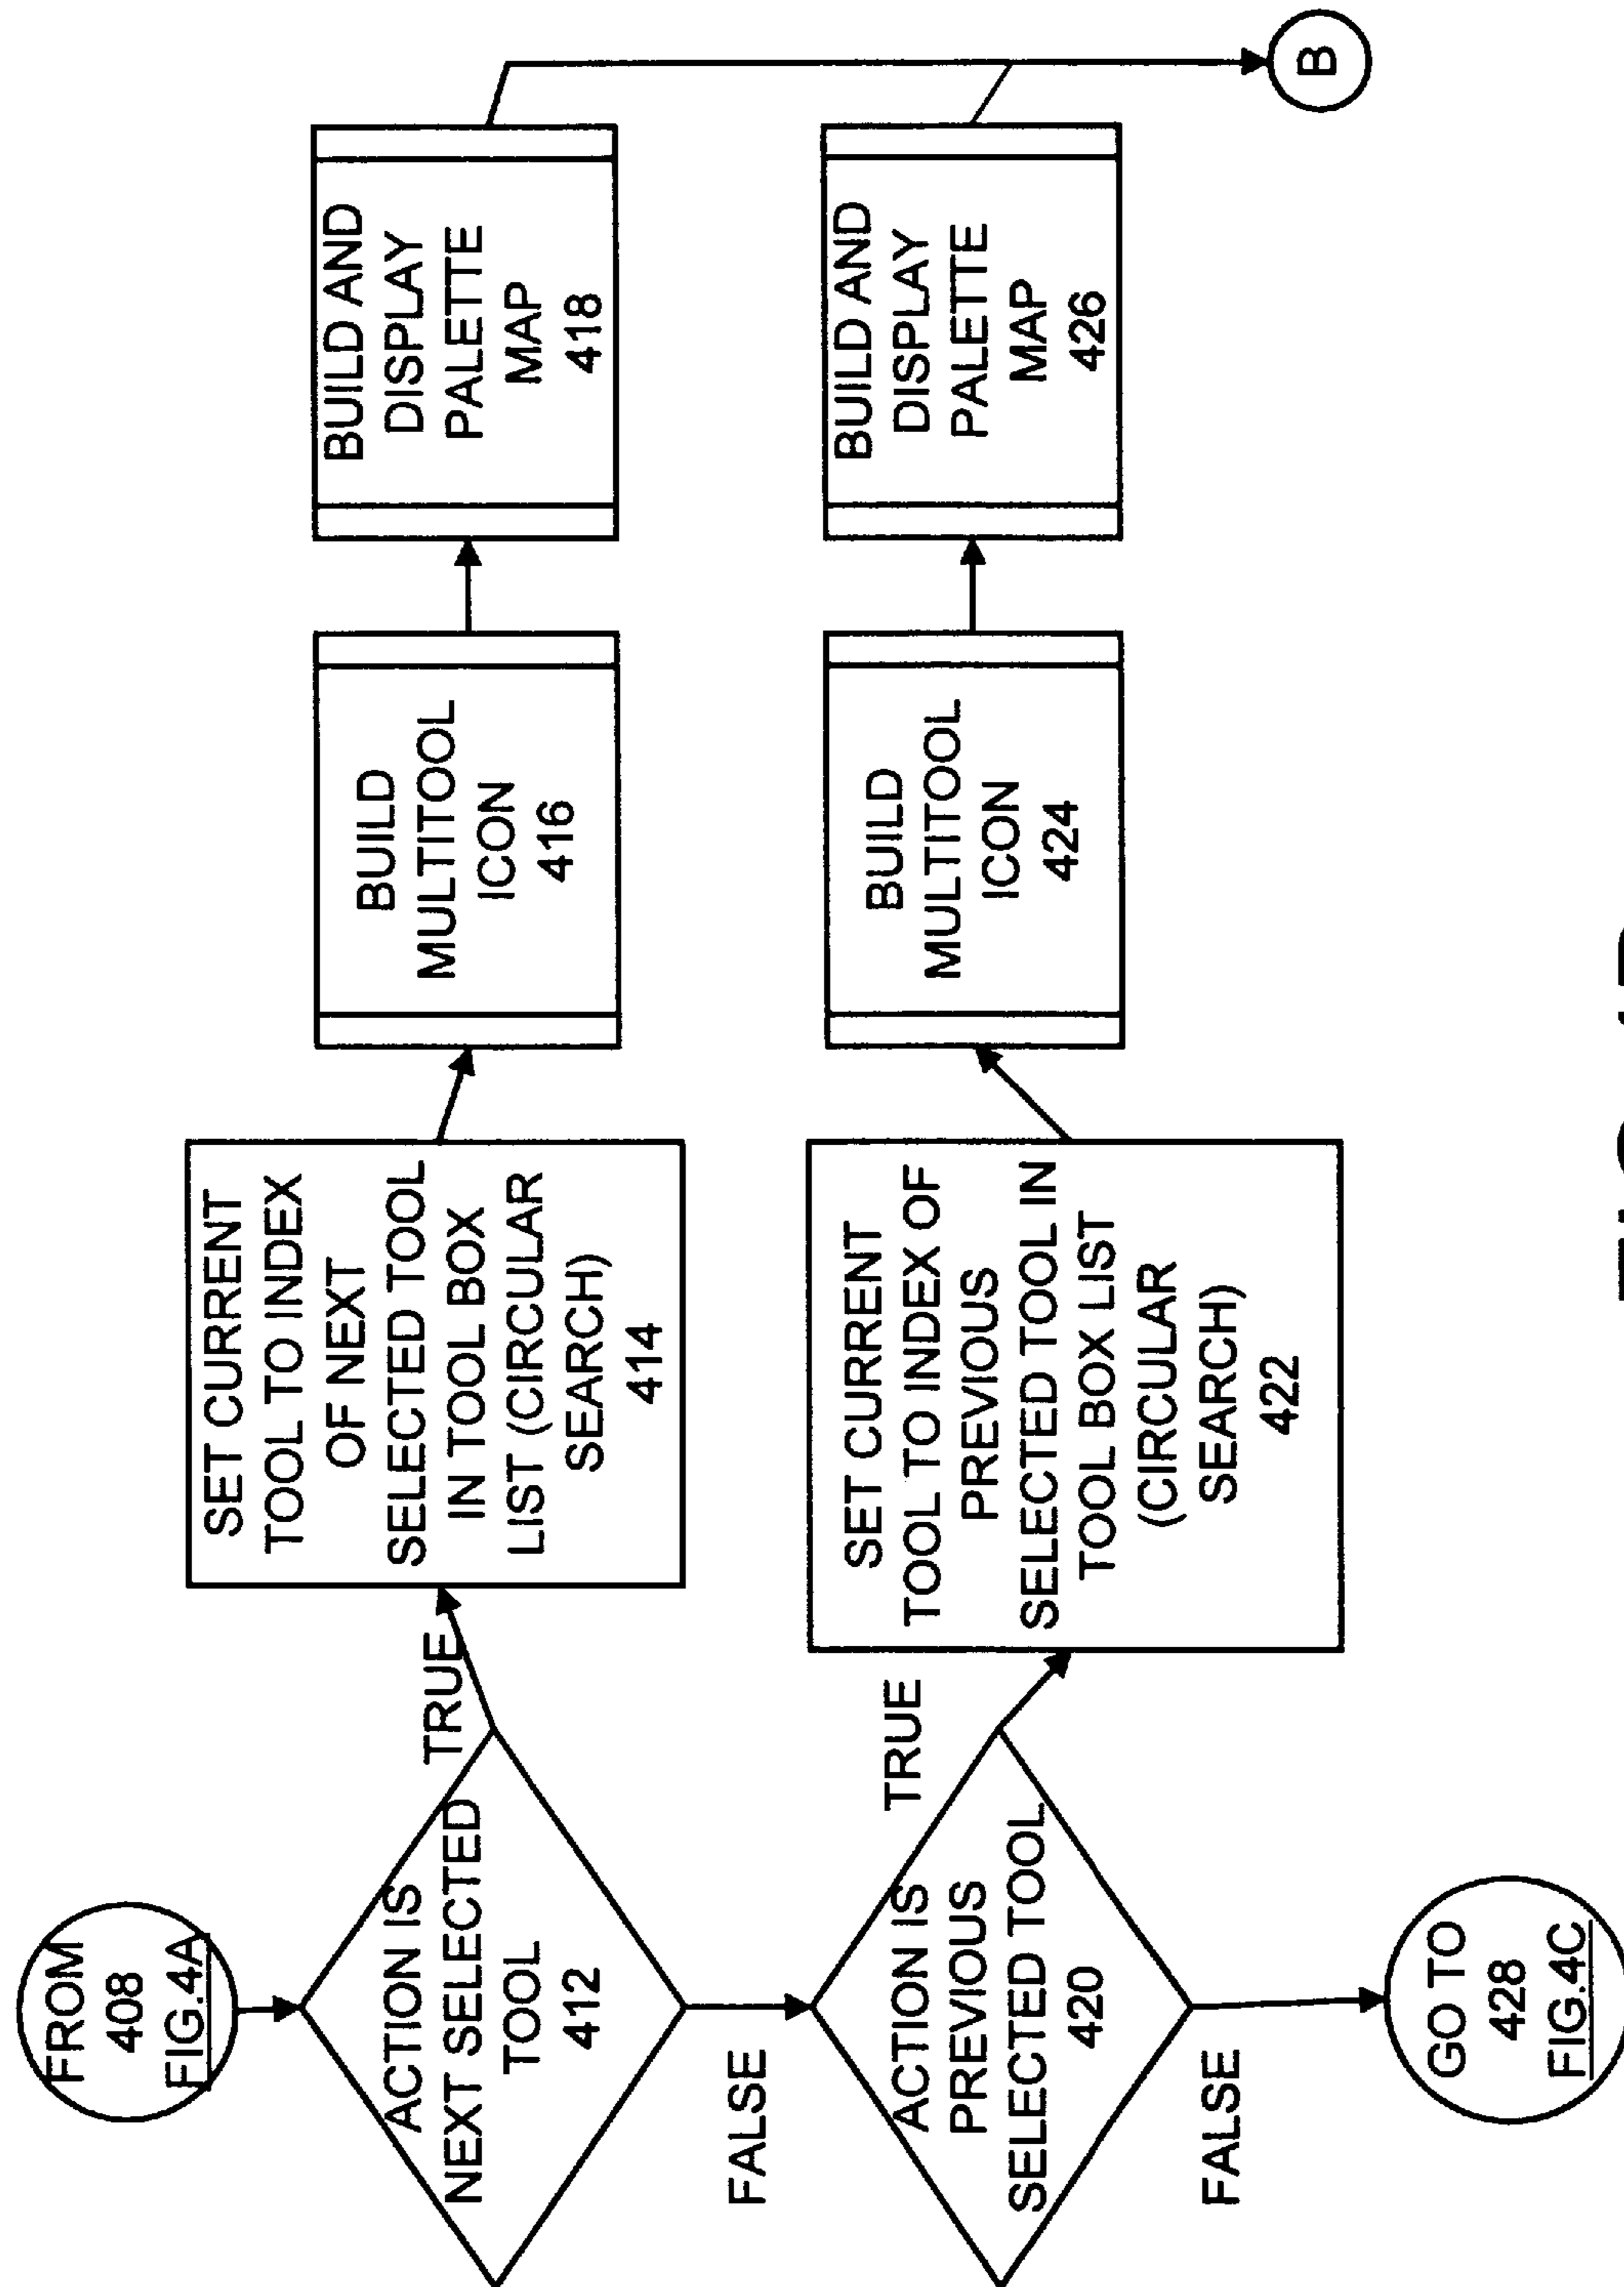 FROM
408
FIG.4A
ACTION IS
NEXT SELECTED
TOOL
412
TRUE
SET CURRENT
TOOL TO INDEX
OF NEXT
SELECTED TOOL
IN TOOL BOX
LIST (CIRCULAR
SEARCH)
414
BUILD
MULTITOOL
ICON
416
BUILD AND
DISPLAY
PALETTE
MAP
418
FALSE
ACTION IS
PREVIOUS
SELECTED TOOL
420
TRUE
SET CURRENT
TOOL TO INDEX OF
PREVIOUS
SELECTED TOOL IN
TOOL BOX LIST
(CIRCULAR
SEARCH)
422
BUILD
MULTITOOL
ICON
424
BUILD AND
DISPLAY
PALETTE
MAP
426
B
FALSE
GO TO
428
FIG.4C